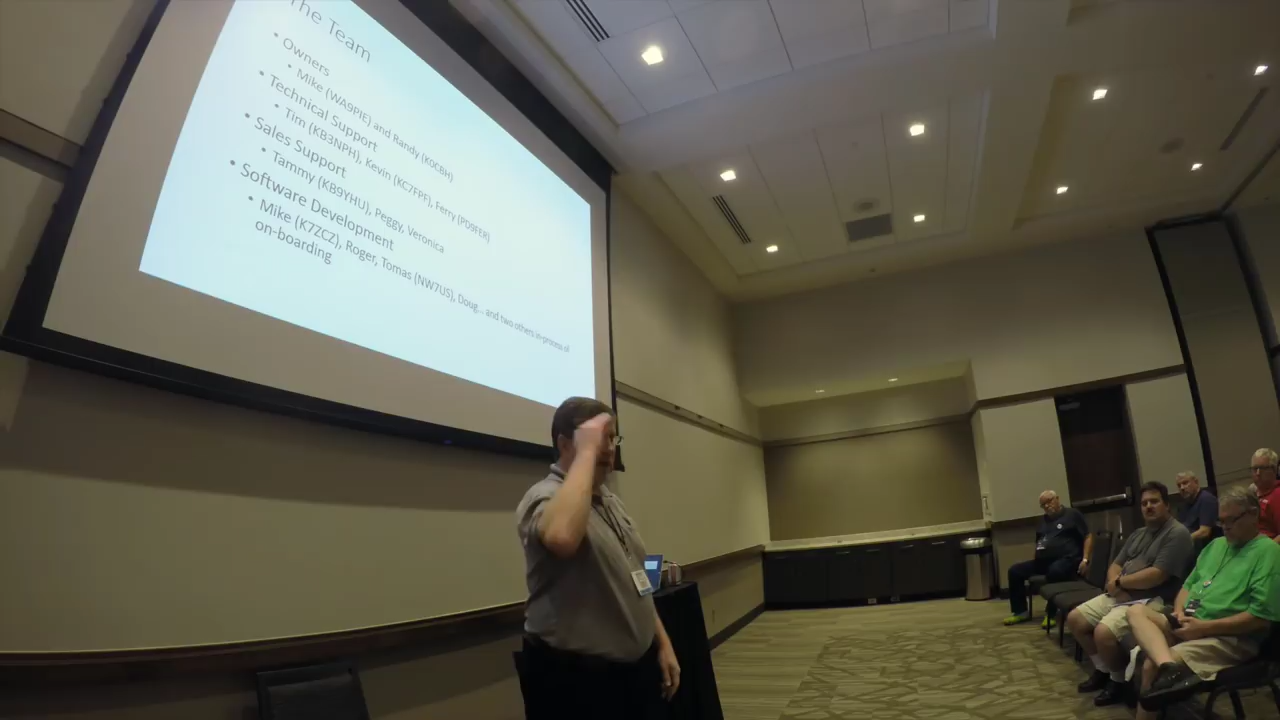 The Team
• Owners
• Mike (WA9PIE) and Randy (K0CBH)
• Technical Support
• Tim (KB3NPH), Kevin (KC7FPF), Ferry (PD9FER)
• Sales Support
• Tammy (KB9YHU), Peggy, Veronica
• Software Development
• Mike (K7ZCZ), Roger, Tomas (NW7US), Doug... and two others in-process of
on-boarding